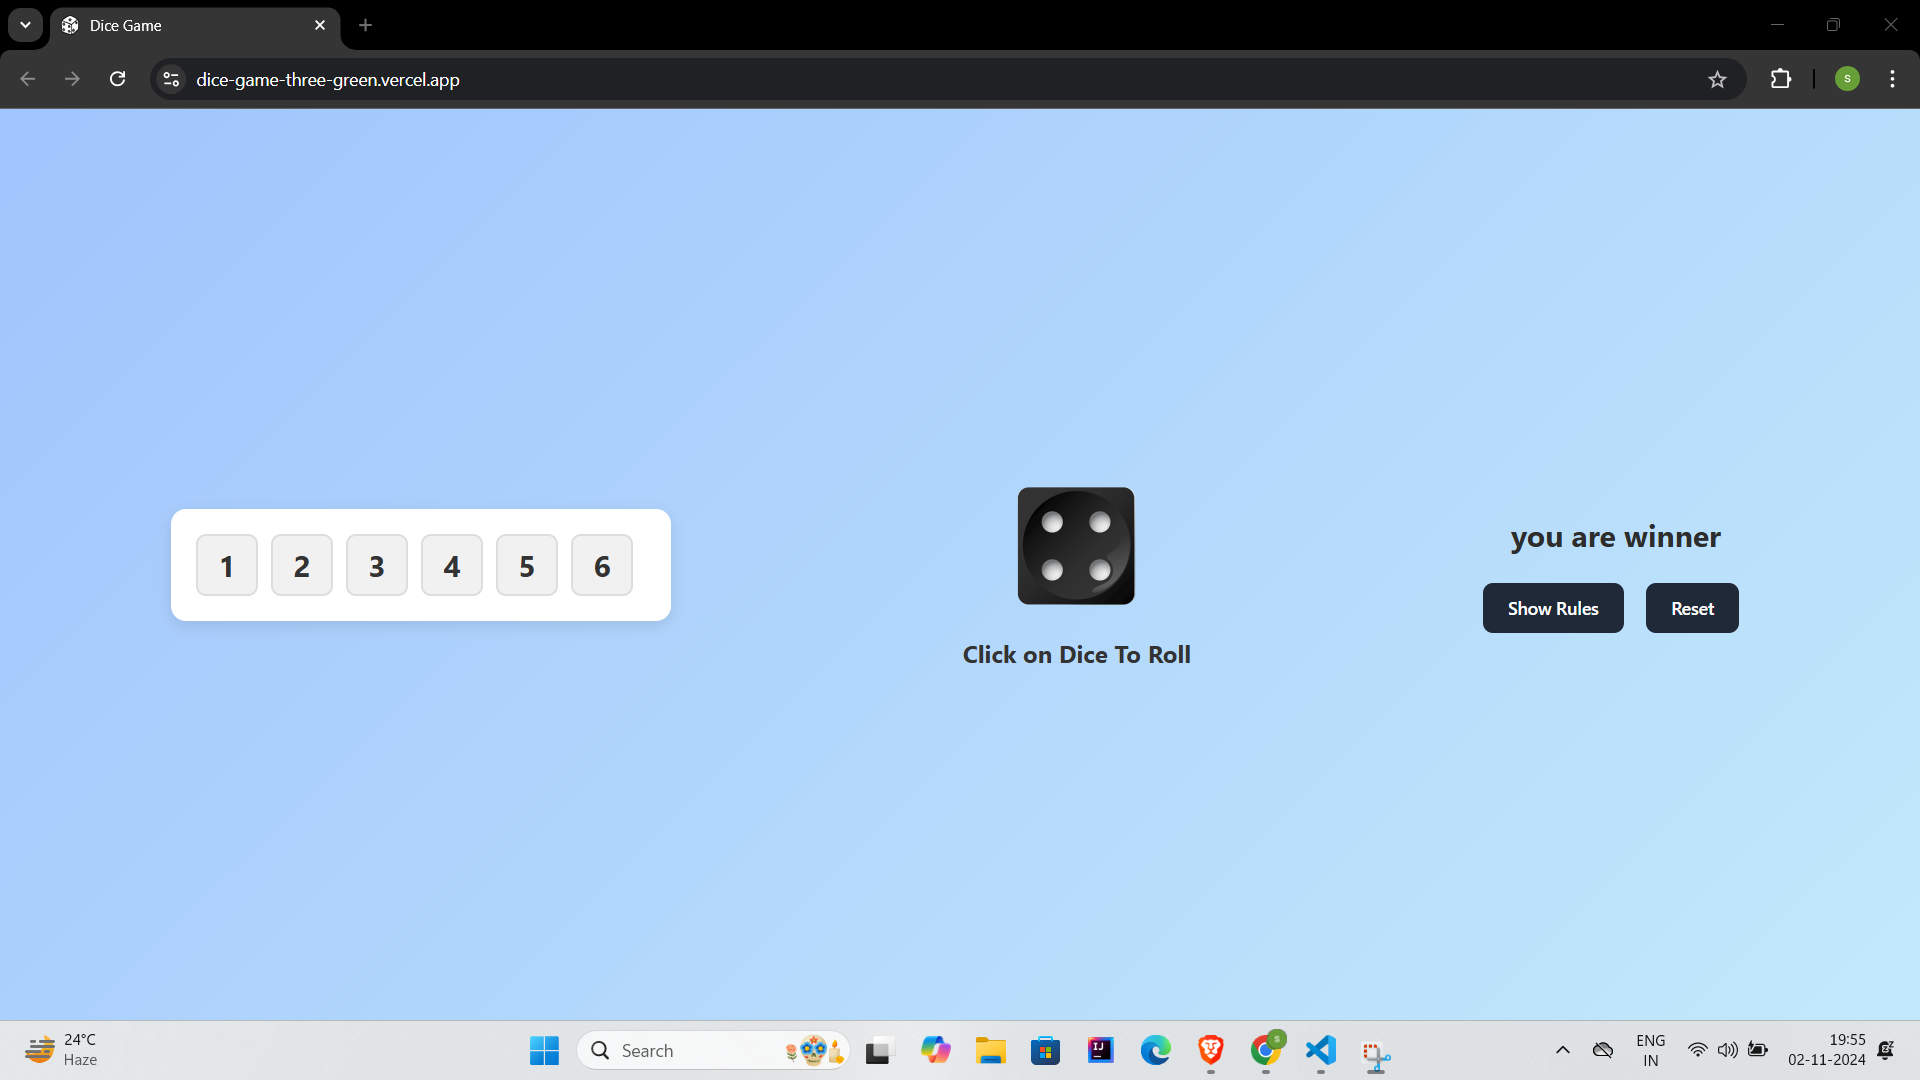 Dice Game
dice-game-three-green.vercel.app
S
1 2 3 4 5 6
Click on Dice To Roll
you are winner
Show Rules Reset
24°C
Haze
Search
IJ
S
ENG
IN
19:55
02-11-2024